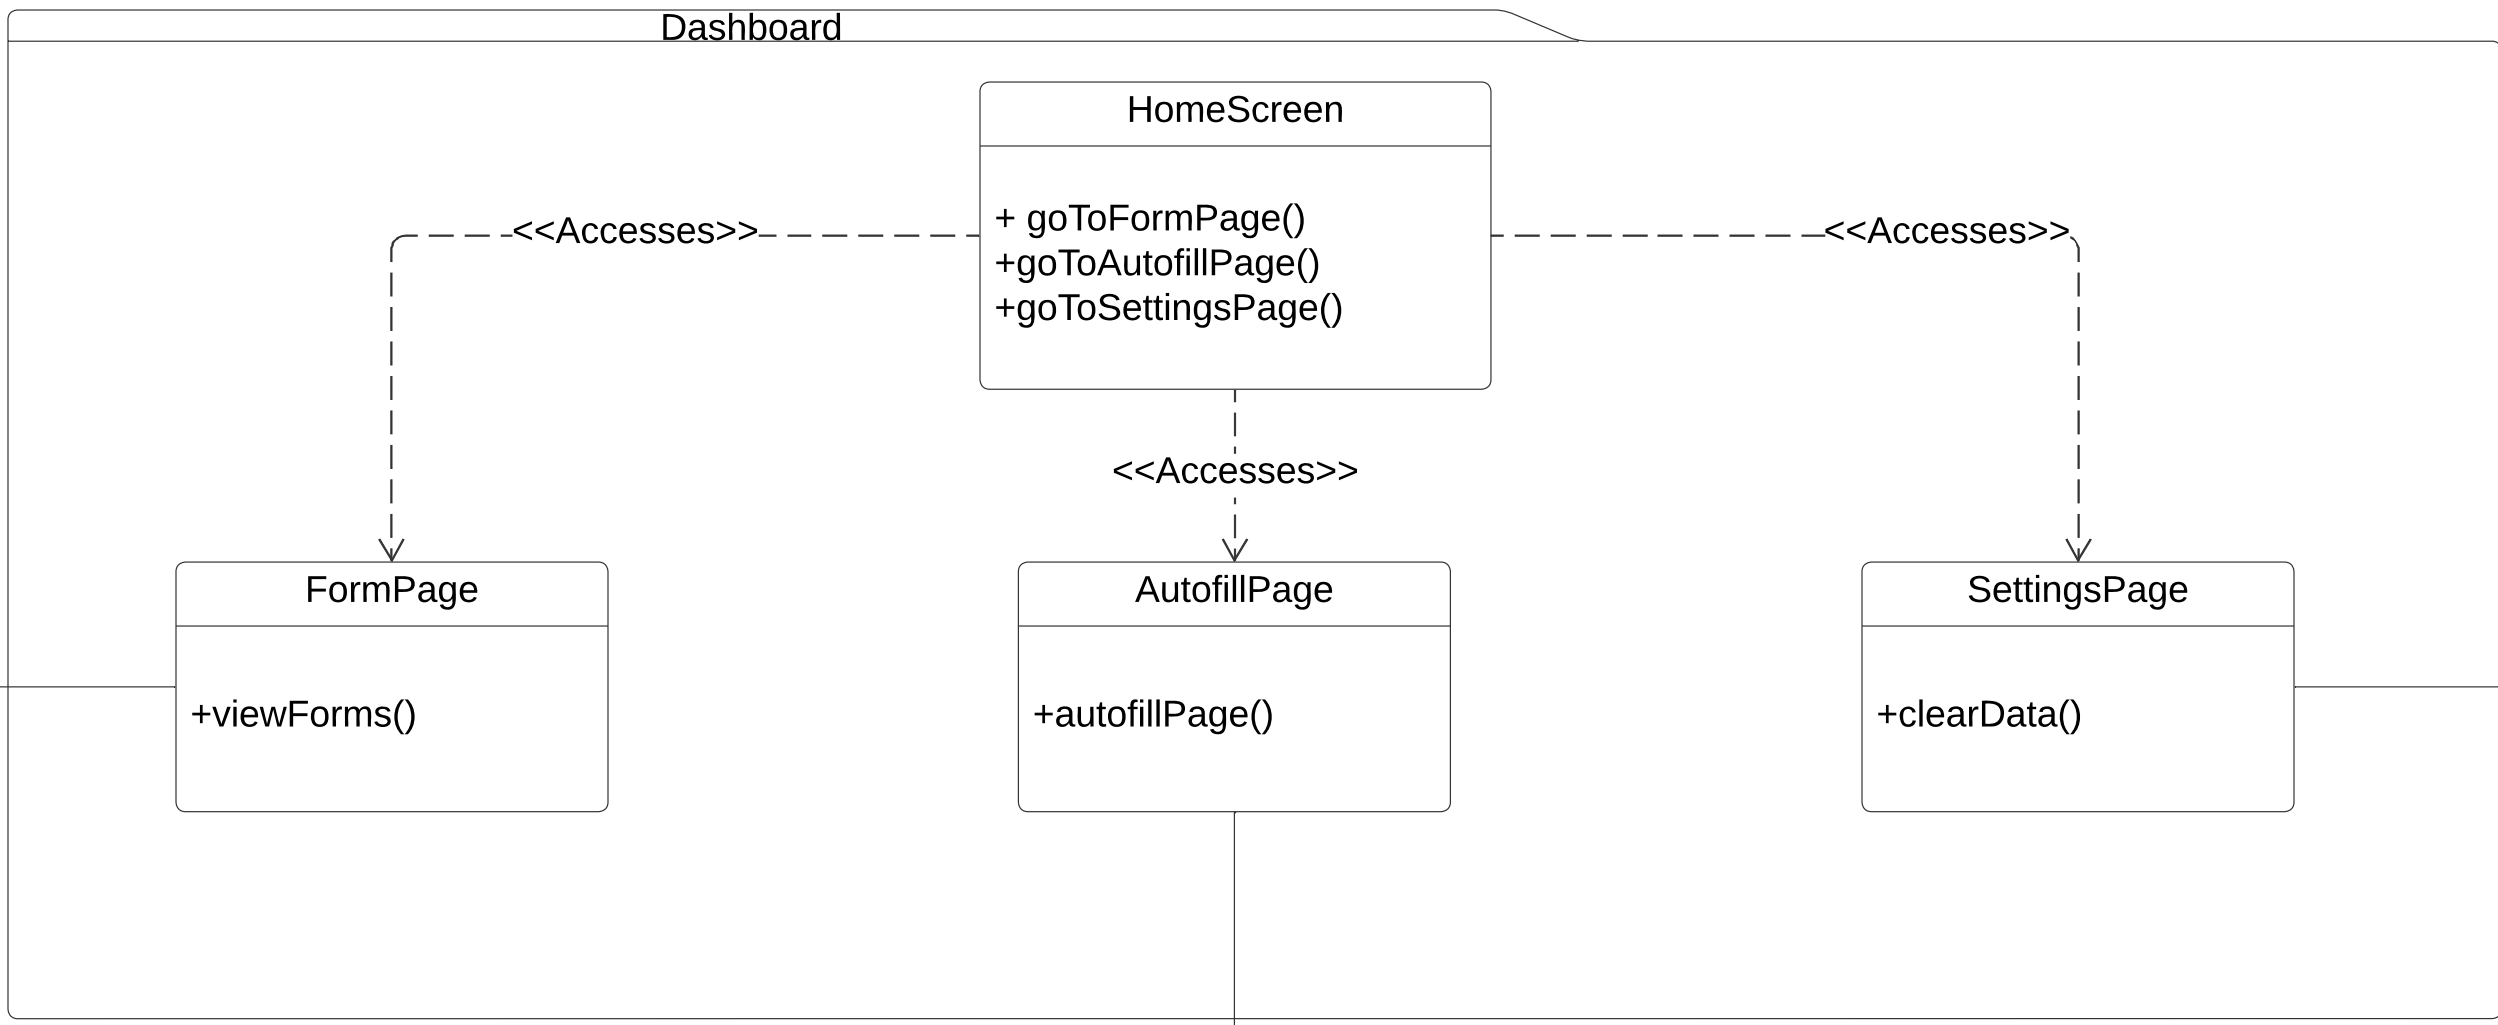 Dashboard
HomeScreen
+ goToFormPage()
+goToAutofillPage()
+goToSettingsPage()
<<Accesses>>
<<Accesses>>
<<Accesses>>
FormPage
+viewForms()
AutofillPage
+autofillPage()
SettingsPage
+clearData()